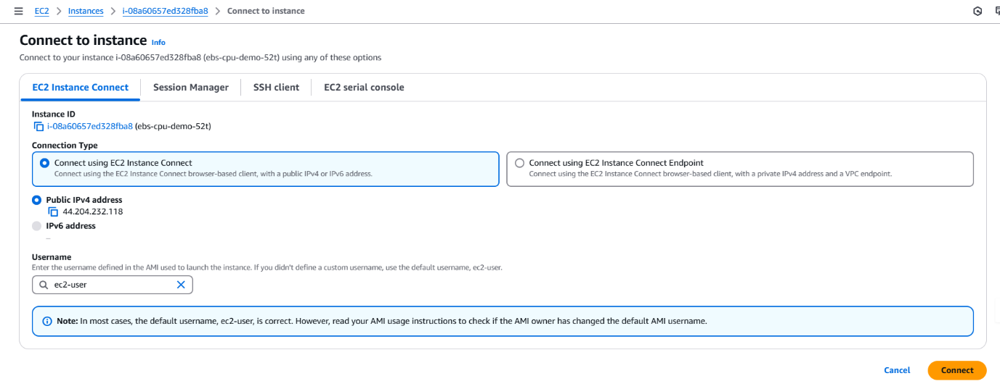 EC2 > Instances > i-08a60657ed328fba8 > Connect to instance
Connect to instance Info
Connect to your instance i-08a60657ed328fba8 (ebs-cpu-demo-52t) using any of these options
EC2 Instance Connect Session Manager SSH client EC2 serial console
Instance ID
i-08a60657ed328fba8 (ebs-cpu-demo-52t)
Connection Type
Connect using EC2 Instance Connect
Connect using the EC2 Instance Connect browser-based client, with a public IPv4 or IPv6 address.
Connect using EC2 Instance Connect Endpoint
Connect using the EC2 Instance Connect browser-based client, with a private IPv4 address and a VPC endpoint.
Public IPv4 address
44.204.232.118
IPv6 address
–
Username
Enter the username defined in the AMI used to launch the instance. If you didn't define a custom username, use the default username, ec2-user.
ec2-user
Note: In most cases, the default username, ec2-user, is correct. However, read your AMI usage instructions to check if the AMI owner has changed the default AMI username.
Cancel Connect